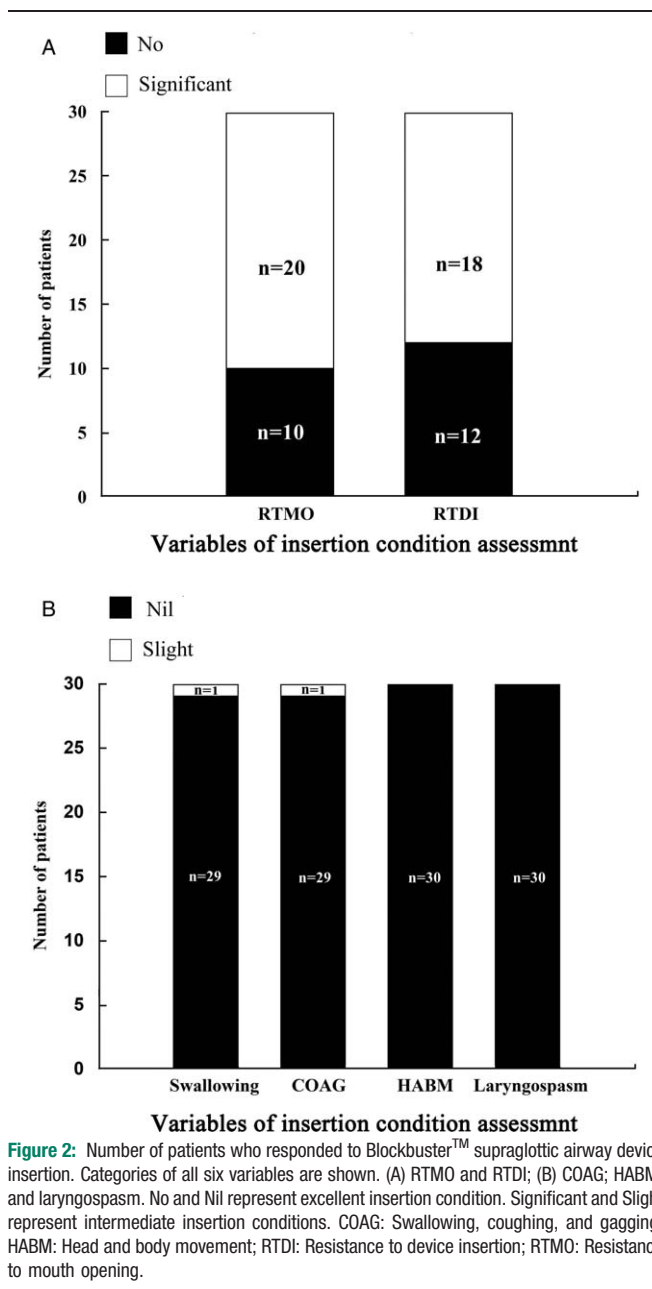 A
No
Significant
30
25
20
15
10
5
0
Number of patients
n=20
n=18
n=10
n=12
RTMO RTDI
Variables of insertion condition assessmnt
B
Nil
Slight
30
25
20
15
10
5
0
Number of patients
n=1 n=1
n=29 n=29 n=30 n=30
Swallowing COAG HABM Laryngospasm
Variables of insertion condition assessmnt
Figure 2: Number of patients who responded to Blockbuster™ supraglottic airway devic
insertion. Categories of all six variables are shown. (A) RTMO and RTDI; (B) COAG; HABM
and laryngospasm. No and Nil represent excellent insertion condition. Significant and Sligh
represent intermediate insertion conditions. COAG: Swallowing, coughing, and gagging
HABM: Head and body movement; RTDI: Resistance to device insertion; RTMO: Resistanc
to mouth opening.